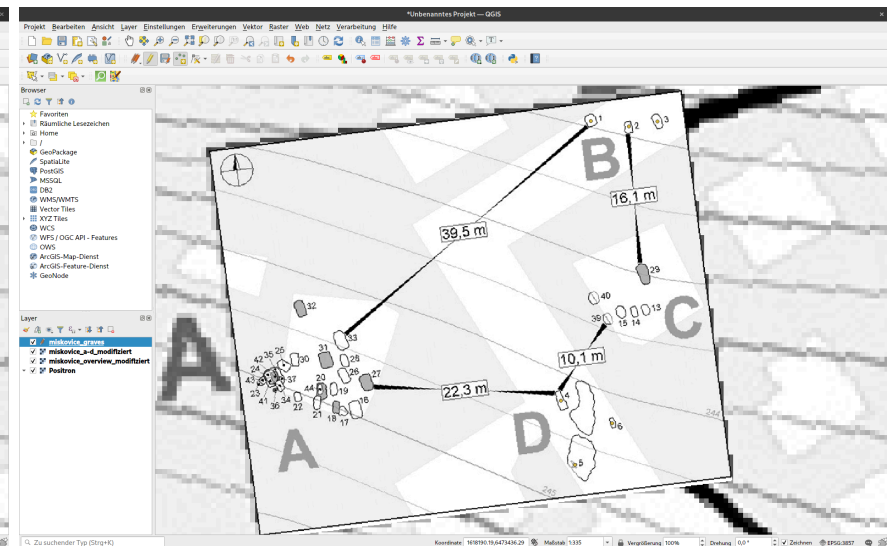 *Unbenanntes Projekt — QGIS
Projekt Bearbeiten Ansicht Layer Einstellungen Erweiterungen Vektor Raster Web Netz Verarbeitung Hilfe
Browser
Favoriten
Räumliche Lesezeichen
Home
/
GeoPackage
SpatiaLite
PostGIS
MSSQL
DB2
WMS/WMTS
Vector Tiles
XYZ Tiles
WCS
WFS / OGC API - Features
OWS
ArcGIS-Map-Dienst
ArcGIS-Feature-Dienst
GeoNode
Layer
miskovice_graves
miskovice_a-d_modifiziert
miskovice_overview_modifiziert
Positron
A
1
2
3
B
16,1 m
39,5 m
29
40
32
39
15
14
13
C
33
31
35
25
42
30
28
10,1 m
24
26
27
43
37
20
44
19
22,3 m
4
23
41
36
34
22
21
18
17
16
244
A
D
6
5
245
Zu suchender Typ (Strg+K)
Koordinate 1618190.19,6473436.29 Maßstab 1:335 Vergrößerung 100% Drehung 0,0 ° Zeichnen EPSG:3857